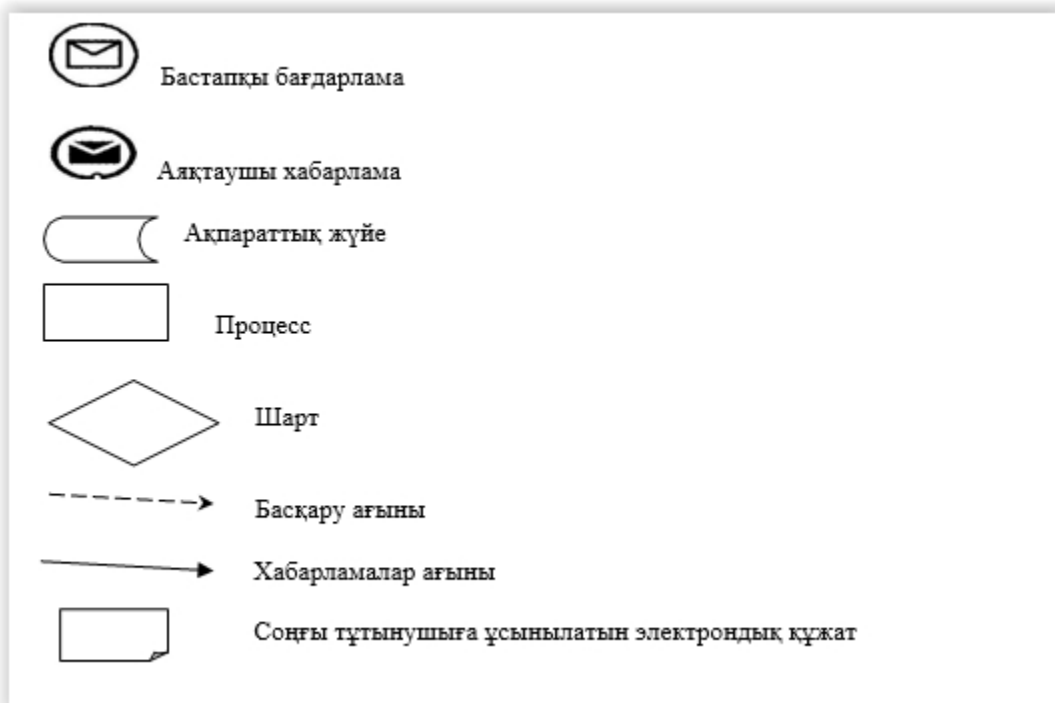 Бастапқы бағдарлама
Аяқтаушы хабарлама
Ақпараттық жүйе
Процесс
Шарт
Басқару ағыны
Хабарламалар ағыны
Соңғы тұтынушыға ұсынылатын электрондық құжат